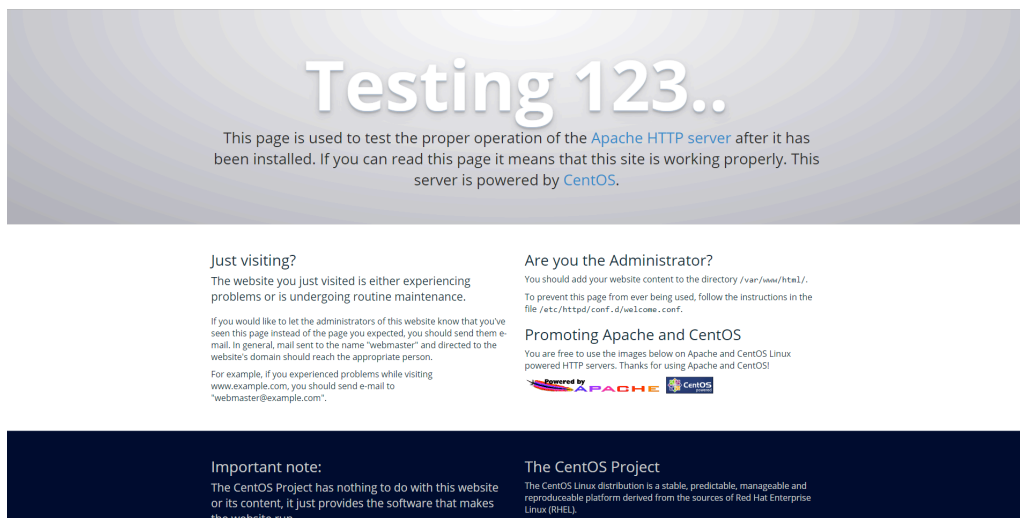 Testing 123..
This page is used to test the proper operation of the Apache HTTP server after it has
been installed. If you can read this page it means that this site is working properly. This
server is powered by CentOS.
Just visiting?
The website you just visited is either experiencing
problems or is undergoing routine maintenance.
If you would like to let the administrators of this website know that you've
seen this page instead of the page you expected, you should send them e-
mail. In general, mail sent to the name "webmaster" and directed to the
website's domain should reach the appropriate person.
For example, if you experienced problems while visiting
www.example.com, you should send e-mail to
"webmaster@example.com".
Are you the Administrator?
You should add your website content to the directory /var/www/html/.
To prevent this page from ever being used, follow the instructions in the
file /etc/httpd/conf.d/welcome.conf.
Promoting Apache and CentOS
You are free to use the images below on Apache and CentOS Linux
powered HTTP servers. Thanks for using Apache and CentOS!
Powered by
APACHE
CentOS
powered
Important note:
The CentOS Project has nothing to do with this website
or its content, it just provides the software that makes
the website run.
The CentOS Project
The CentOS Linux distribution is a stable, predictable, manageable and
reproduceable platform derived from the sources of Red Hat Enterprise
Linux (RHEL).